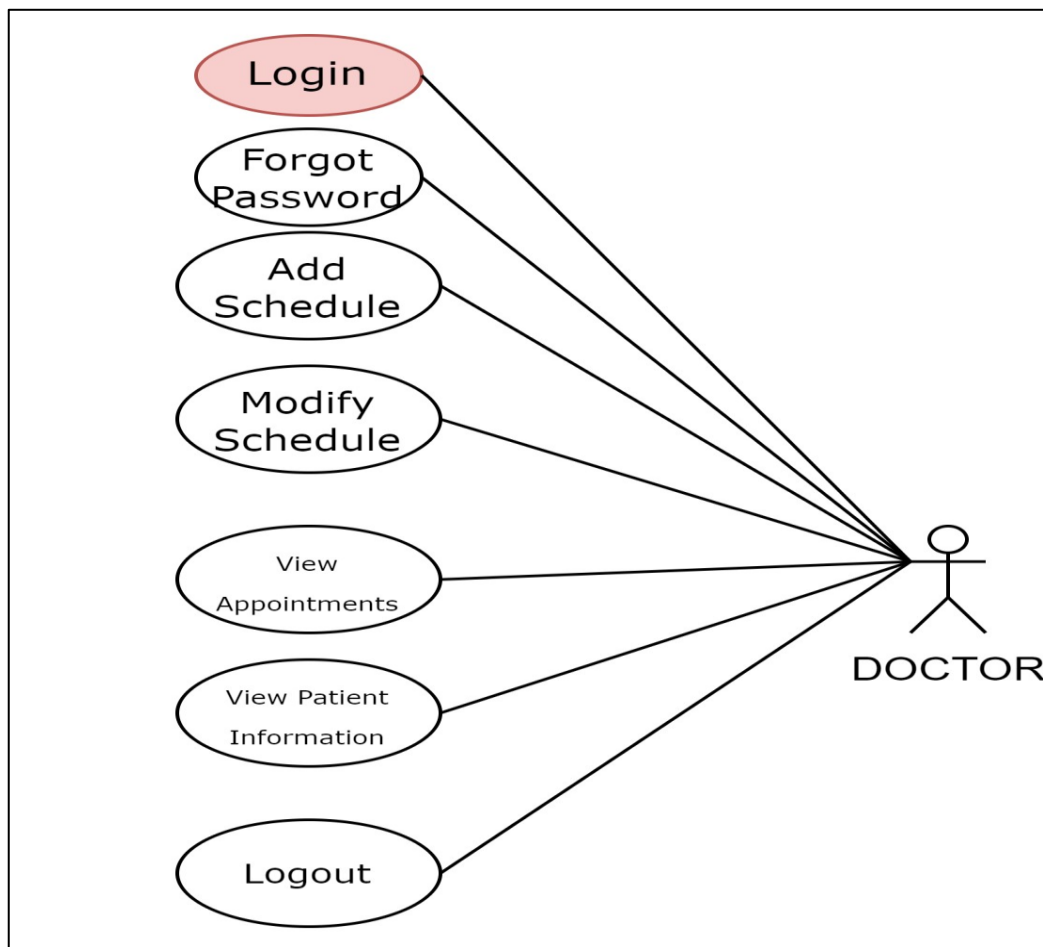 Login
Forgot
Password
Add
Schedule
Modify
Schedule
View
Appointments
View Patient
Information
Logout
DOCTOR